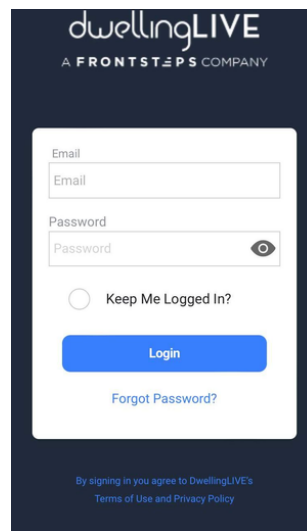 dwellingLIVE
A FRONTSTEPS COMPANY
Email
Email
Password
Password
Keep Me Logged In?
Login
Forgot Password?
By signing in you agree to DwellingLIVE's
Terms of Use and Privacy Policy